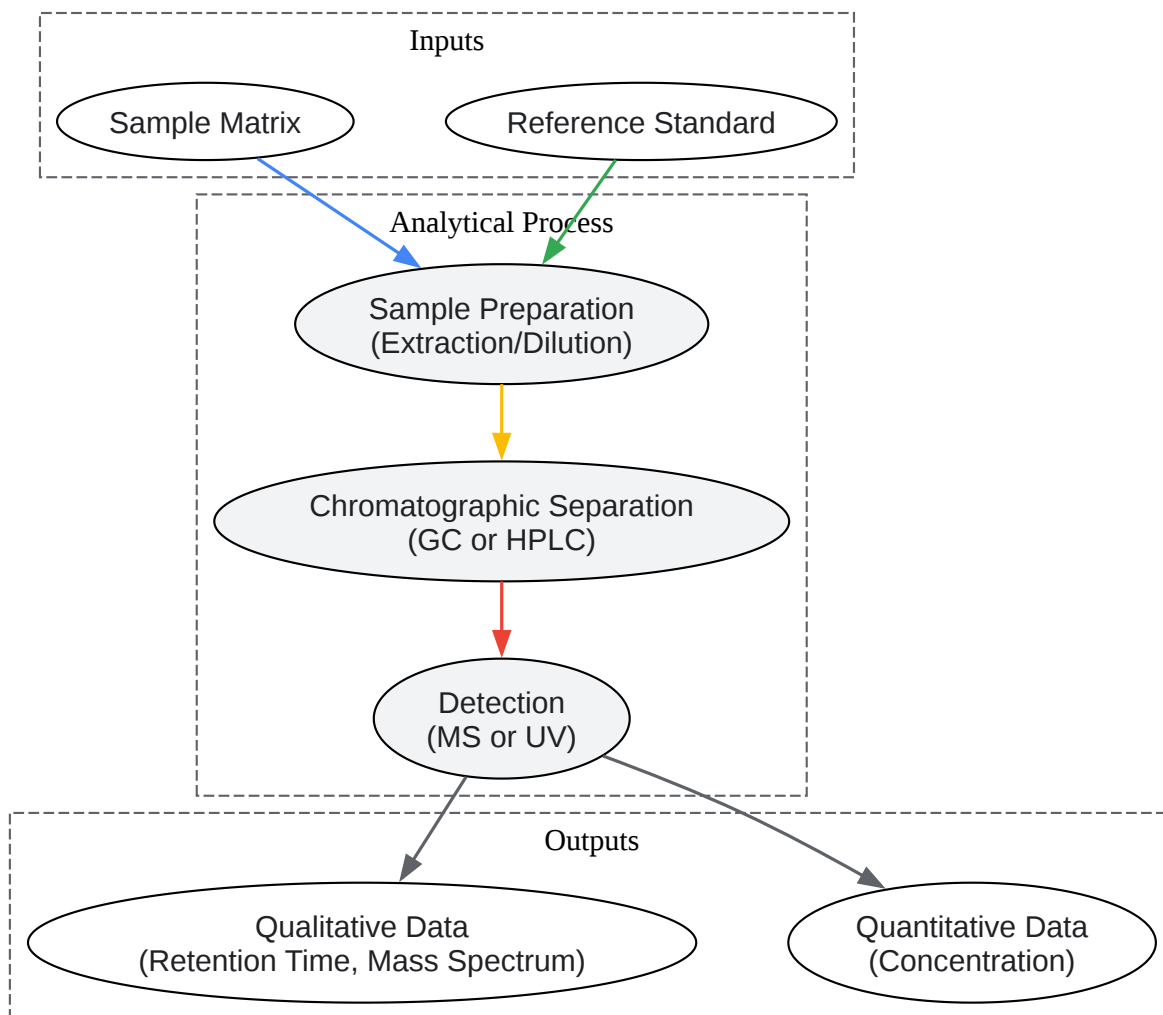 Inputs
Sample Matrix
Reference Standard
Analytical Process
Sample Preparation
(Extraction/Dilution)
Chromatographic Separation
(GC or HPLC)
Detection
(MS or UV)
Outputs
Qualitative Data
(Retention Time, Mass Spectrum)
Quantitative Data
(Concentration)